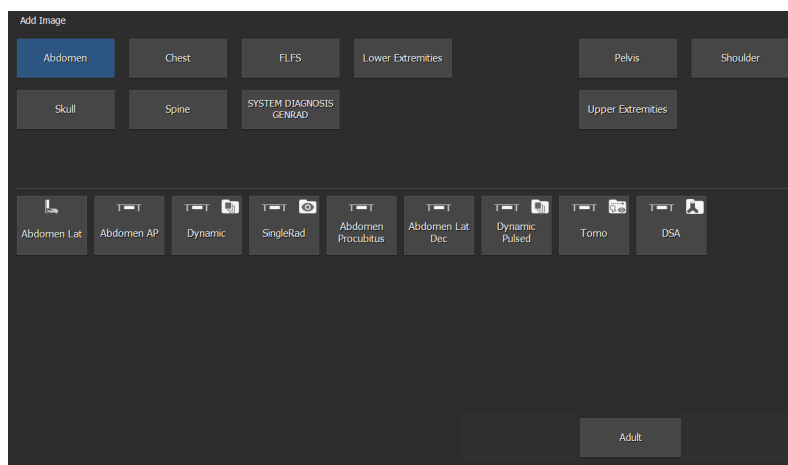 Add Image
Abdomen
Chest
FLFS
Lower Extremities
Pelvis
Shoulder
Skull
Spine
SYSTEM DIAGNOSIS
GENRAD
Upper Extremities
Abdomen Lat
Abdomen AP
Dynamic
SingleRad
Abdomen
Procubitus
Abdomen Lat
Dec
Dynamic
Pulsed
Tomo
DSA
Adult